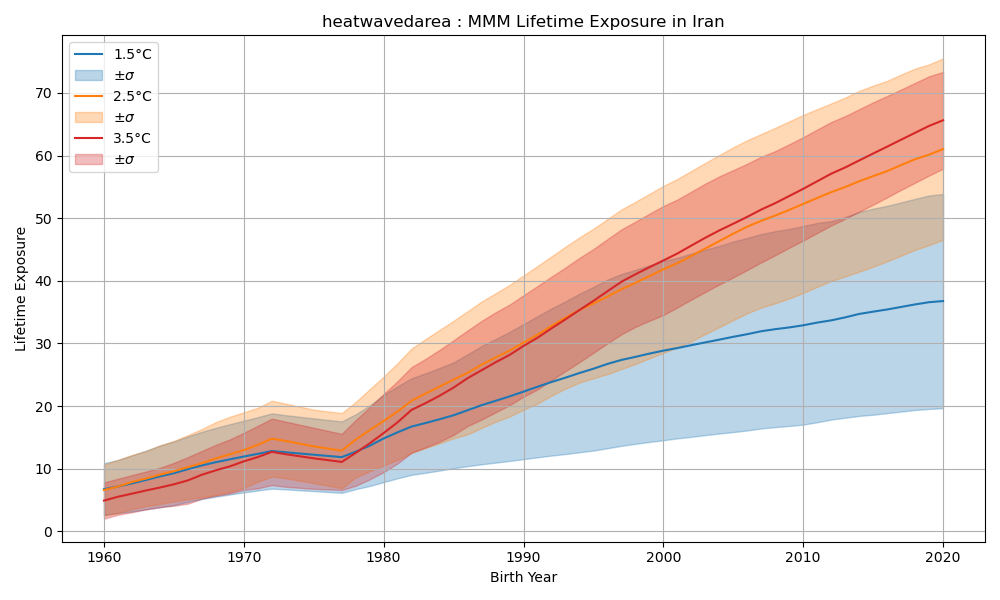 heatwavedarea : MMM Lifetime Exposure in Iran
1.5°C
±σ
2.5°C
±σ
3.5°C
±σ
Lifetime Exposure
70
60
50
40
30
20
10
0
1960 1970 1980 1990 2000 2010 2020
Birth Year